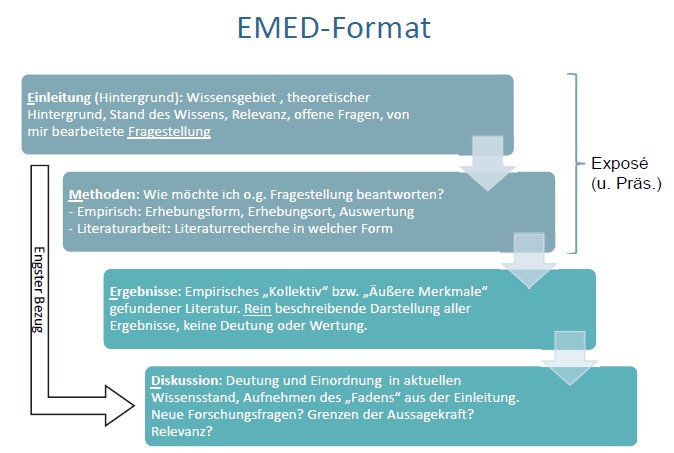 EMED-Format
Einleitung (Hintergrund): Wissensgebiet , theoretischer
Hintergrund, Stand des Wissens, Relevanz, offene Fragen, von
mir bearbeitete Fragestellung
Methoden: Wie möchte ich o.g. Fragestellung beantworten?
- Empirisch: Erhebungsform, Erhebungsort, Auswertung
- Literaturarbeit: Literaturrecherche in welcher Form
Exposé
(u. Präs.)
Engster Bezug
Ergebnisse: Empirisches „Kollektiv“ bzw. „Äußere Merkmale“
gefundener Literatur. Rein beschreibende Darstellung aller
Ergebnisse, keine Deutung oder Wertung.
Diskussion: Deutung und Einordnung  in aktuellen
Wissensstand, Aufnehmen des „Fadens“ aus der Einleitung.
Neue Forschungsfragen? Grenzen der Aussagekraft?
Relevanz?